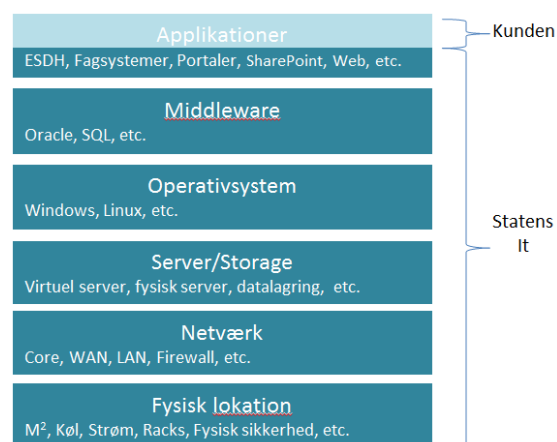 Applikationer
ESDH, Fagsystemer, Portaler, SharePoint, Web, etc.
Kunden
Middleware
Oracle, SQL, etc.
Operativsystem
Windows, Linux, etc.
Statens
It
Server/Storage
Virtuel server, fysisk server, datalagring, etc.
Netværk
Core, WAN, LAN, Firewall, etc.
Fysisk lokation
M², Køl, Strøm, Racks, Fysisk sikkerhed, etc.